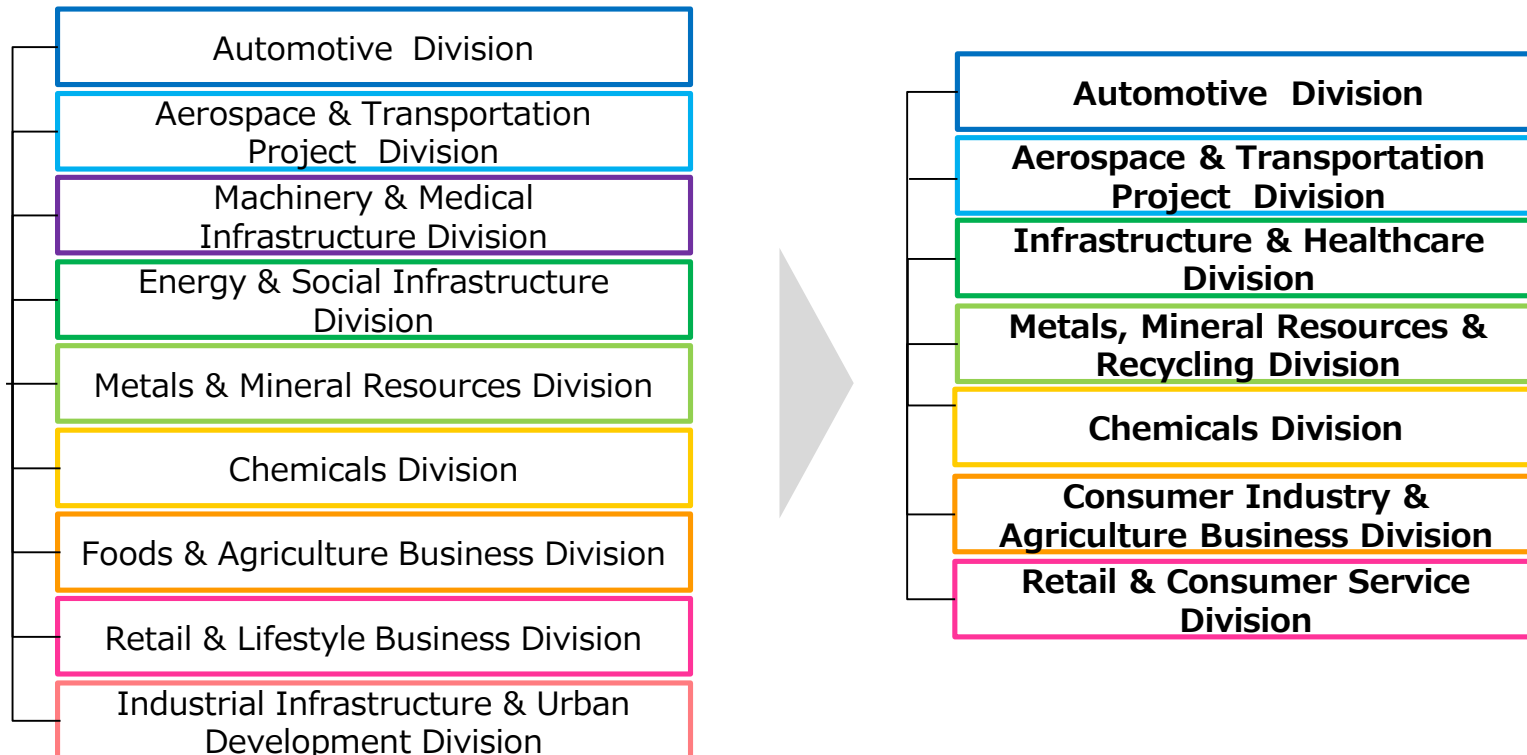 Automotive Division
Aerospace & Transportation
Project Division
Machinery & Medical
Infrastructure Division
Energy & Social Infrastructure
Division
Metals & Mineral Resources Division
Chemicals Division
Foods & Agriculture Business Division
Retail & Lifestyle Business Division
Industrial Infrastructure & Urban
Development Division
Automotive Division
Aerospace & Transportation
Project Division
Infrastructure & Healthcare
Division
Metals, Mineral Resources &
Recycling Division
Chemicals Division
Consumer Industry &
Agriculture Business Division
Retail & Consumer Service
Division